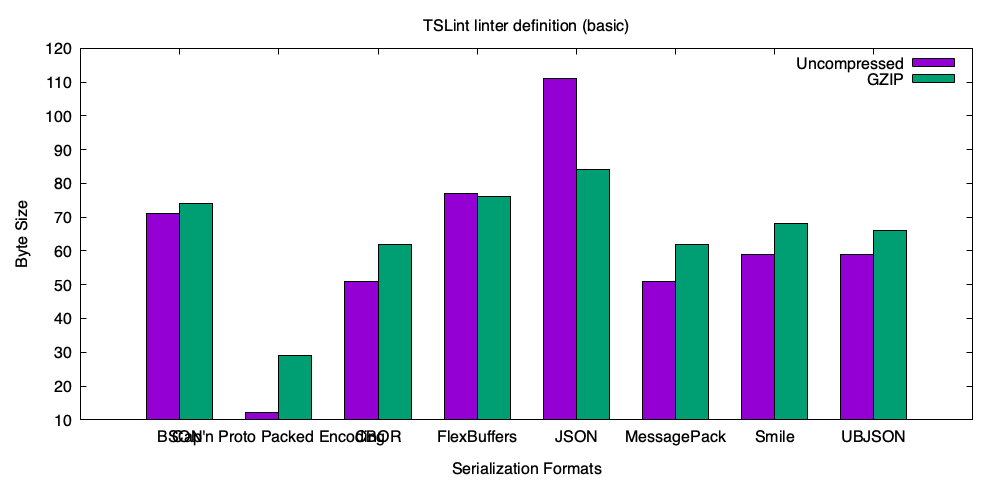 TSLint linter definition (basic)
Uncompressed
GZIP
120
110
100
90
80
70
60
50
40
30
20
10
Byte Size
BSON
Cap'n Proto Packed Encoding
CBOR
FlexBuffers
JSON
MessagePack
Smile
UBJSON
Serialization Formats